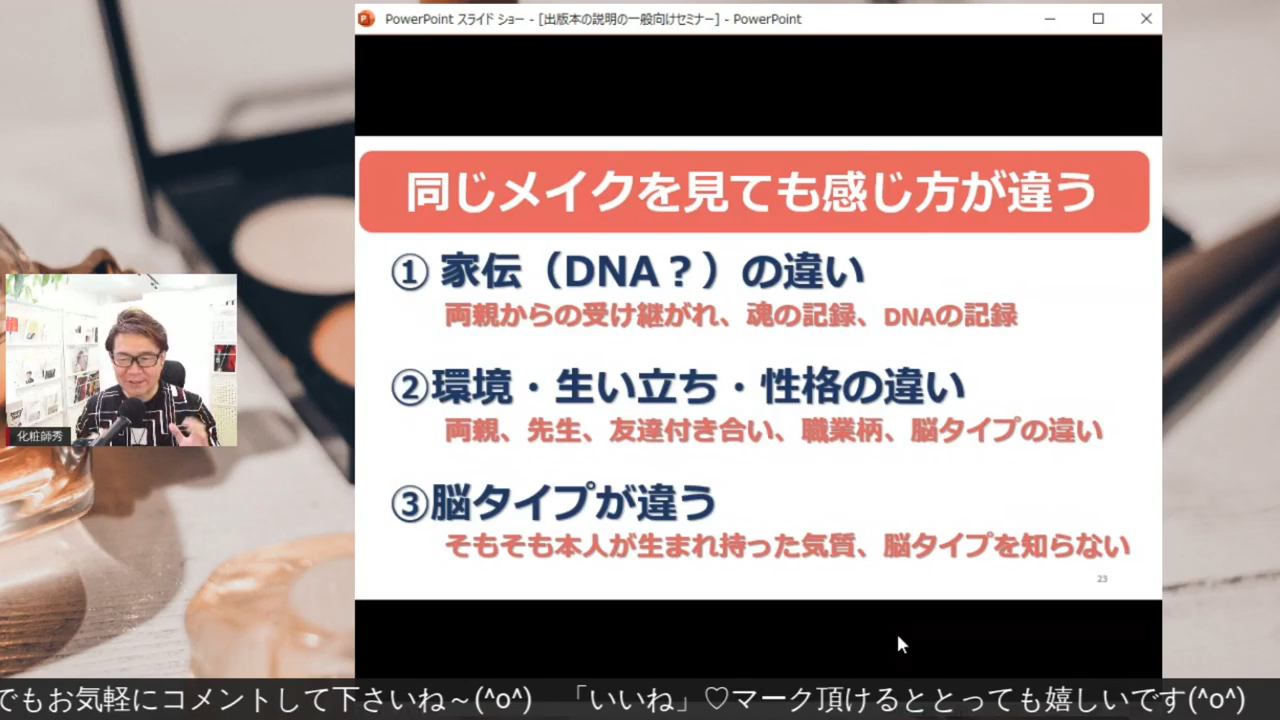 PowerPoint スライド ショー - [出版本の説明の一般向けセミナー] - PowerPoint
同じメイクを見ても感じ方が違う
① 家伝（DNA？）の違い
両親からの受け継がれ、魂の記録、DNAの記録
②環境・生い立ち・性格の違い
両親、先生、友達付き合い、職業柄、脳タイプの違い
③脳タイプが違う
そもそも本人が生まれ持った気質、脳タイプを知らない
23
化粧師秀
でもお気軽にコメントして下さいね～(^o^) 「いいね」♡マーク頂けるととっても嬉しいです(^o^)